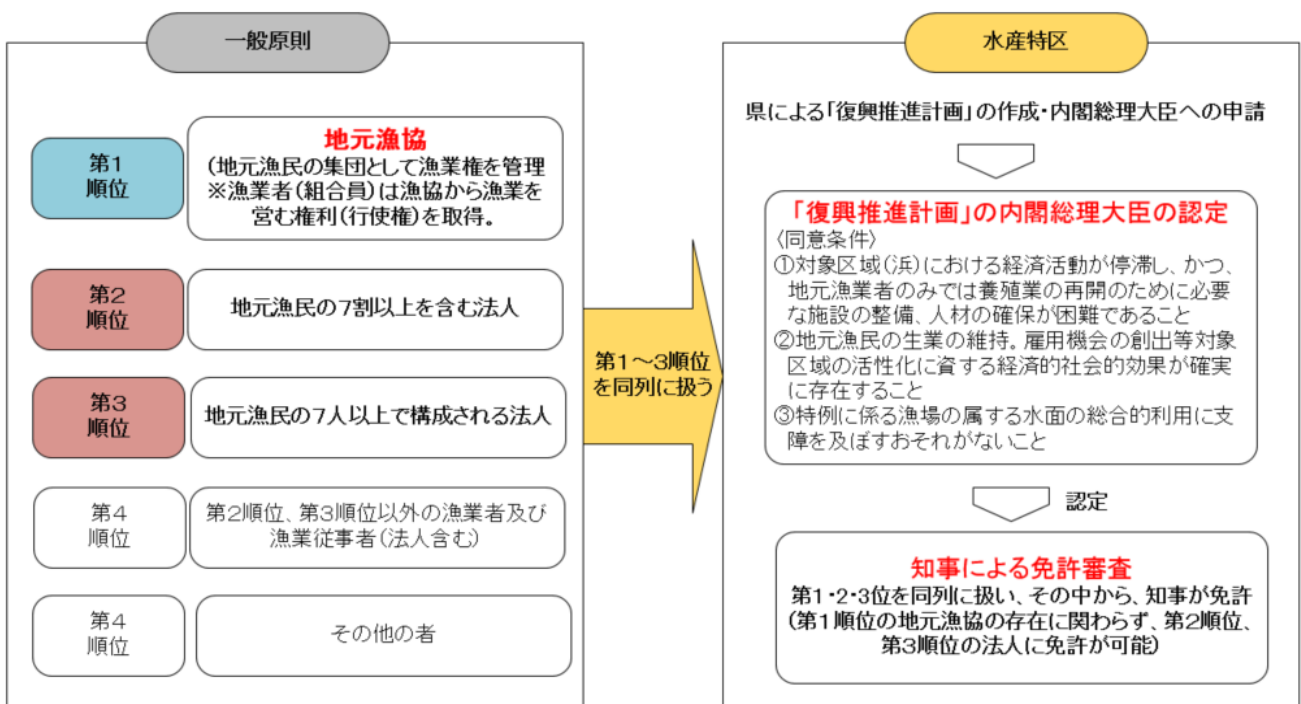 一般原則
第1
順位
地元漁協
(地元漁民の集団として漁業権を管理
※漁業者(組合員)は漁協から漁業を
営む権利(行使権)を取得。
第2
順位
地元漁民の7割以上を含む法人
第3
順位
地元漁民の7人以上で構成される法人
第4
順位
第2順位、第3順位以外の漁業者及び
漁業従事者(法人含む)
第4
順位
その他の者
第1～3順位
を同列に扱う
水産特区
県による「復興推進計画」の作成・内閣総理大臣への申請
「復興推進計画」の内閣総理大臣の認定
〈同意条件〉
①対象区域(浜)における経済活動が停滞し、かつ、
地元漁業者のみでは養殖業の再開のために必要
な施設の整備、人材の確保が困難であること
②地元漁民の生業の維持。雇用機会の創出等対象
区域の活性化に資する経済的社会的効果が確実
に存在すること
③特例に係る漁場の属する水面の総合的利用に支
障を及ぼすおそれがないこと
認定
知事による免許審査
第1・2・3位を同列に扱い、その中から、知事が免許
(第1順位の地元漁協の存在に関わらず、第2順位、
第3順位の法人に免許が可能)